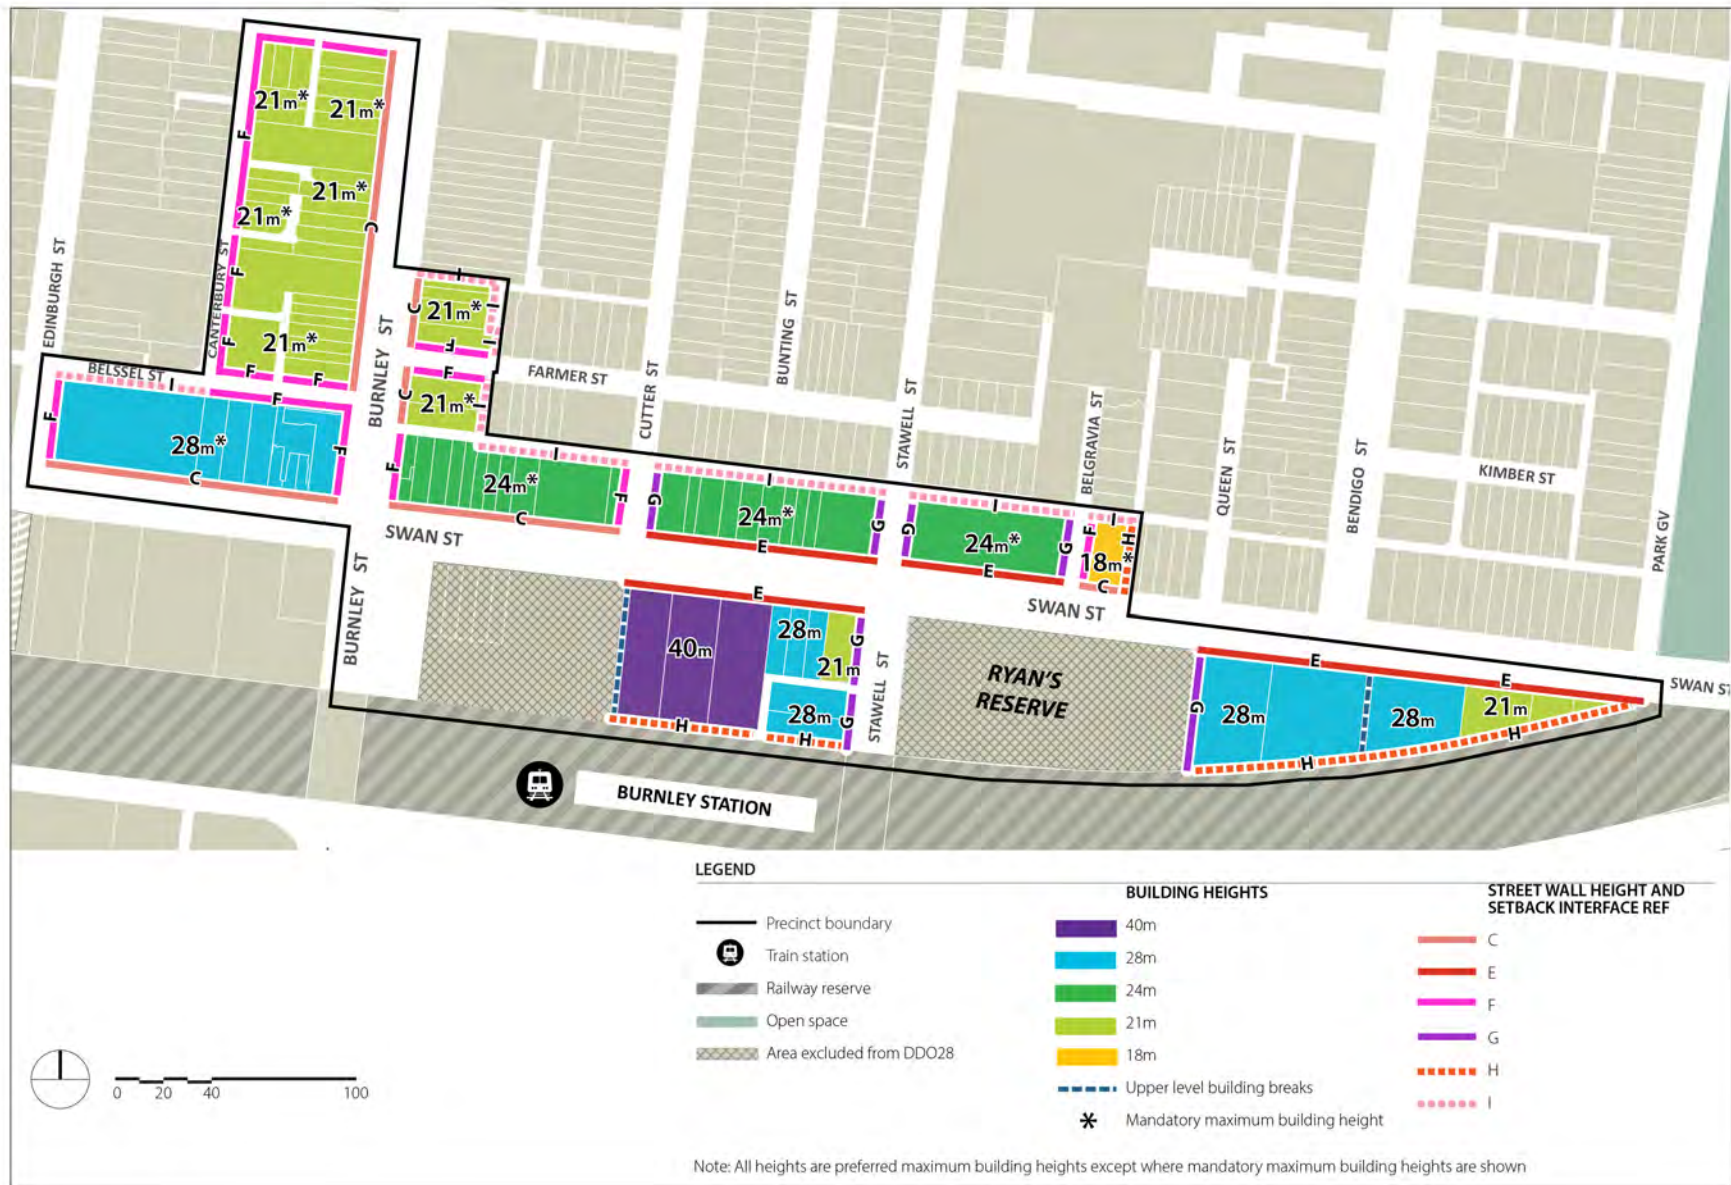 21m*
21m*
F
21m*
21m*
C
F
EDINBURGH ST
CANTERBURY ST
I
C
21m*
I
F
21m*
I
F
BURNLEY ST
BELSSEL ST
I
F
F
F
F
C
21m*
I
FARMER ST
CUTTER ST
BUNTING ST
STAWELL ST
BELGRAVIA ST
QUEEN ST
BENDIGO ST
KIMBER ST
PARK GV
F
28m*
F
C
F
24m*
I
F
C
G
24m*
I
G
E
G
24m*
I
G
E
F
I
H
18m*
C
SWAN ST
SWAN ST
SWAN ST
BURNLEY ST
E
40m
28m
G
21m
28m
G
H
H
STAWELL ST
RYAN'S
RESERVE
E
E
G
28m
28m
21m
H
H
BURNLEY STATION
LEGEND
Precinct boundary
Train station
Railway reserve
Open space
Area excluded from DDO28
BUILDING HEIGHTS
40m
28m
24m
21m
18m
Upper level building breaks
* Mandatory maximum building height
STREET WALL HEIGHT AND
SETBACK INTERFACE REF
C
E
F
G
H
I
0 20 40 100
Note: All heights are preferred maximum building heights except where mandatory maximum building heights are shown